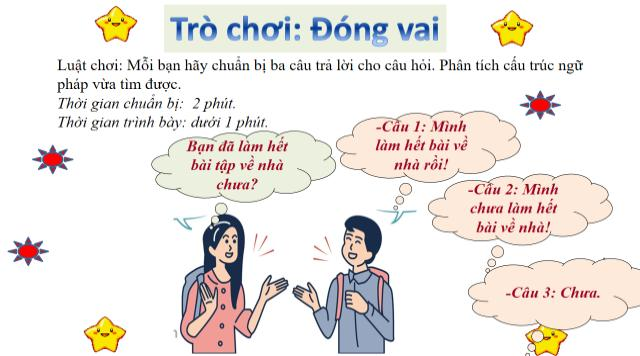 Trò chơi: Đóng vai
Luật chơi: Mỗi bạn hãy chuẩn bị ba câu trả lời cho câu hỏi. Phân tích cấu trúc ngữ
pháp vừa tìm được.
Thời gian chuẩn bị:  2 phút.
Thời gian trình bày: dưới 1 phút.
Bạn đã làm hết
bài tập về nhà
chưa?
-Câu 1: Mình
làm hết bài về
nhà rồi!
-Câu 2: Mình
chưa làm hết
bài về nhà!
-Câu 3: Chưa.